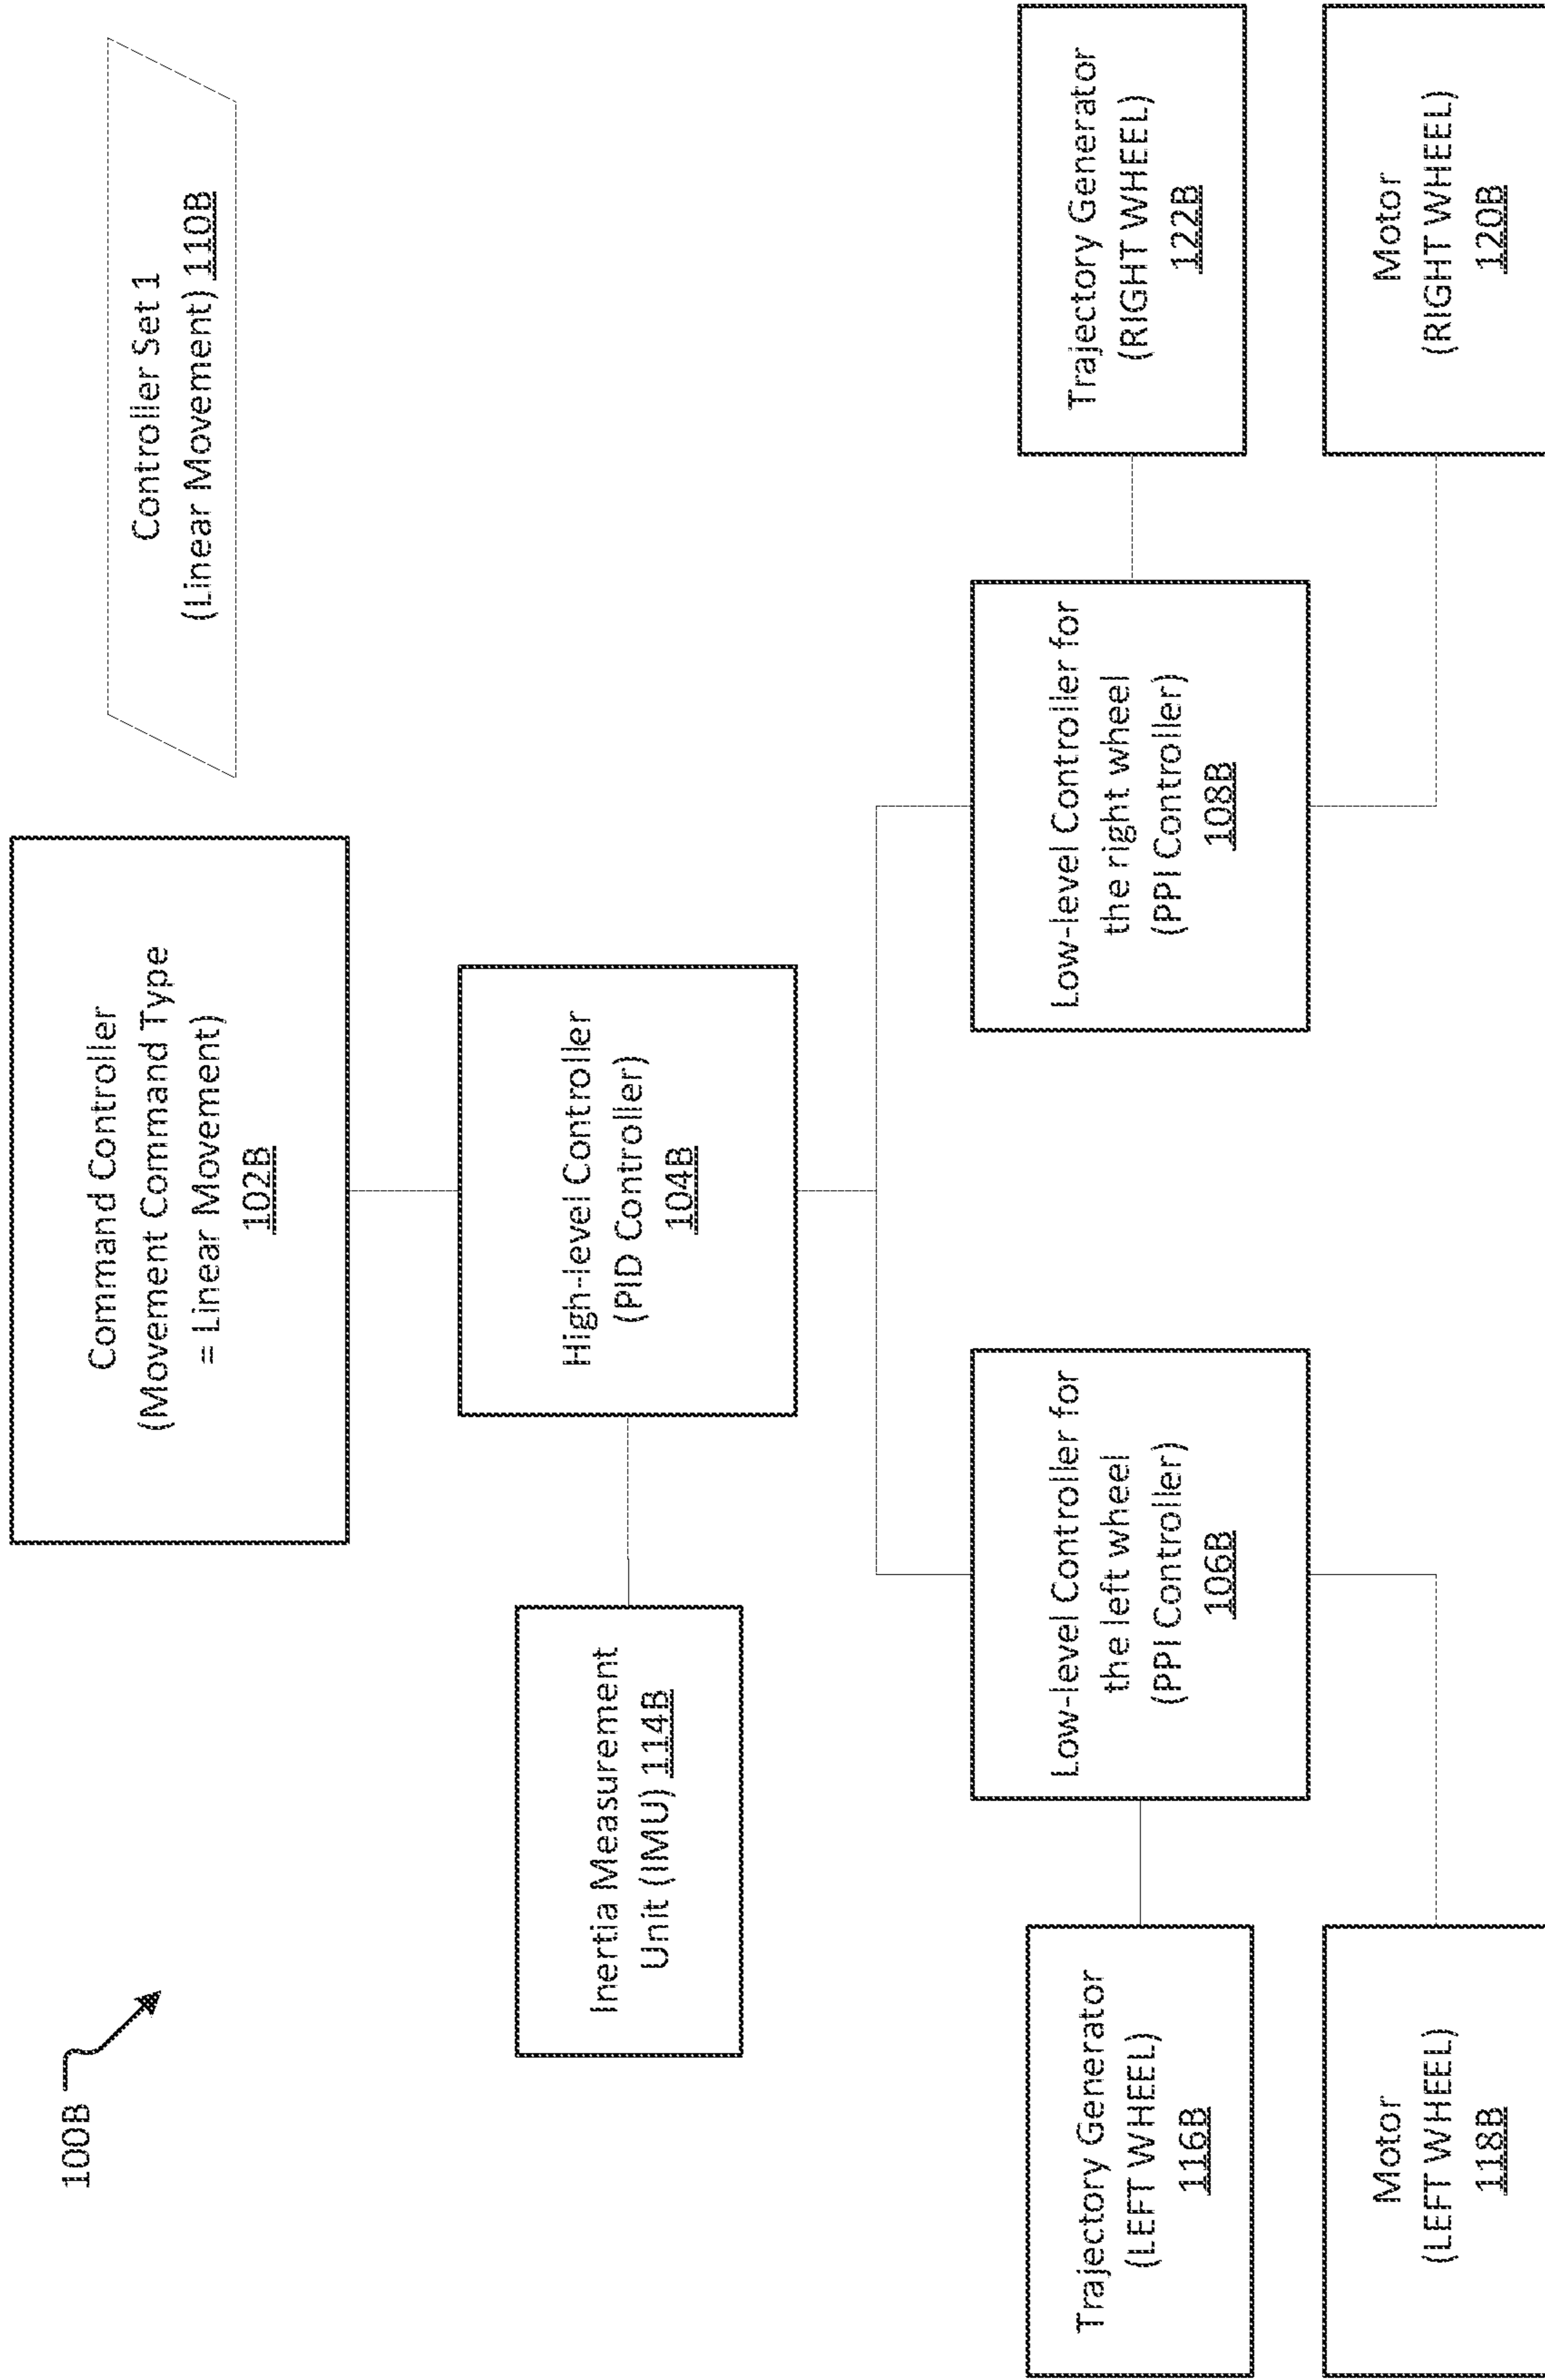 100B
Controller Set 1
(Linear Movement) 110B
Command Controller
(Movement Command Type
= Linear Movement)
102B
Inertia Measurement
Unit (IMU) 114B
High-level Controller
(PID Controller)
104B
Trajectory Generator
(LEFT WHEEL)
116B
Low-level Controller for
the left wheel
(PPI Controller)
106B
Low-level Controller for
the right wheel
(PPI Controller)
108B
Trajectory Generator
(RIGHT WHEEL)
122B
Motor
(LEFT WHEEL)
118B
Motor
(RIGHT WHEEL)
120B